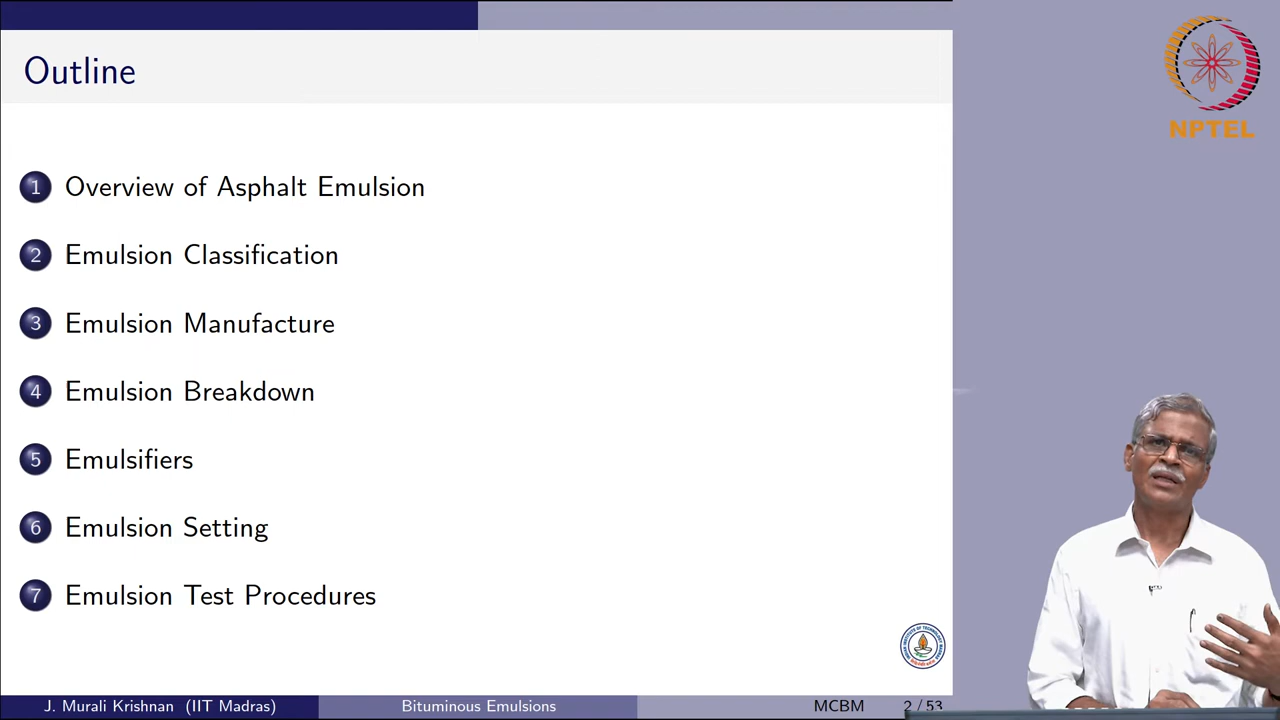 Outline
NPTEL
1 Overview of Asphalt Emulsion
2 Emulsion Classification
3 Emulsion Manufacture
4 Emulsion Breakdown
5 Emulsifiers
6 Emulsion Setting
7 Emulsion Test Procedures
J. Murali Krishnan (IIT Madras) Bituminous Emulsions MCBM 2 / 53